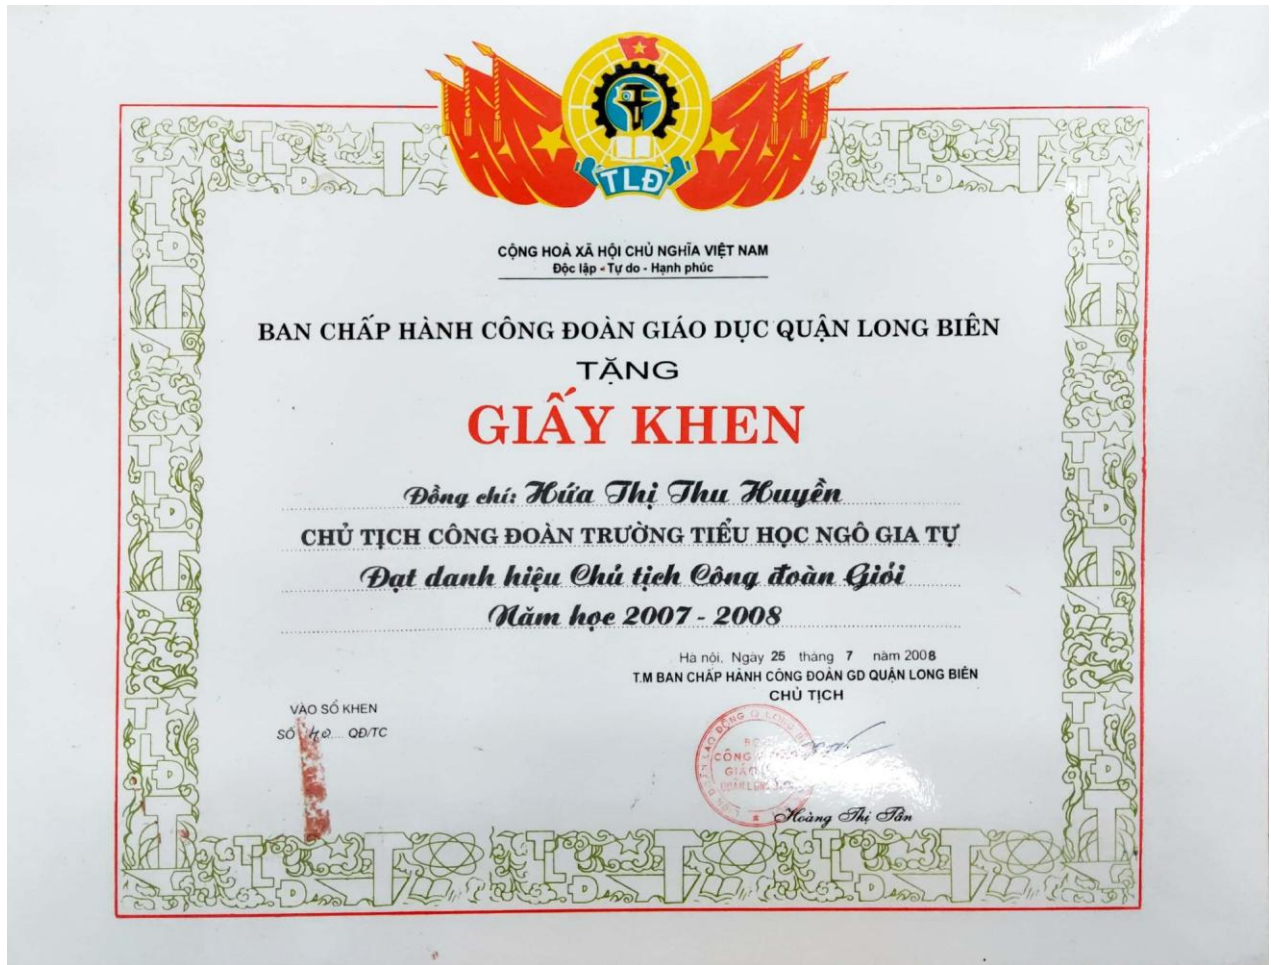 TLĐ
CỘNG HOÀ XÃ HỘI CHỦ NGHĨA VIỆT NAM
Độc lập - Tự do - Hạnh phúc
BAN CHẤP HÀNH CÔNG ĐOÀN GIÁO DỤC QUẬN LONG BIÊN
TẶNG
GIẤY KHEN
Đồng chí: Hứa Thị Thu Huyền
CHỦ TỊCH CÔNG ĐOÀN TRƯỜNG TIỂU HỌC NGÔ GIA TỰ
Đạt danh hiệu Chủ tịch Công đoàn Giỏi
Năm học 2007 - 2008
Hà nội, Ngày 25 tháng 7 năm 2008
T.M BAN CHẤP HÀNH CÔNG ĐOÀN GD QUẬN LONG BIÊN
CHỦ TỊCH
VÀO SỔ KHEN
SỐ 40 QĐ/TC
CÔNG
GIÁO
Hoàng Thị Tân